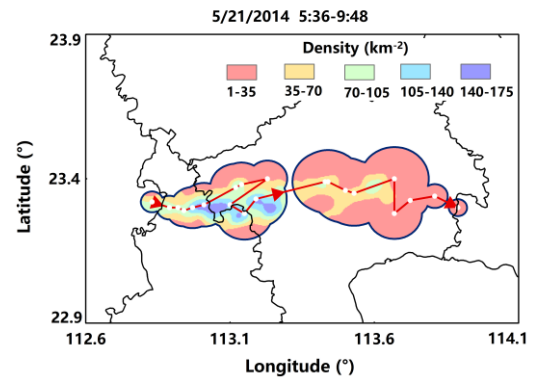 5/21/2014 5:36-9:48
23.9
Density (km-2)
1-35 35-70 70-105 105-140 140-175
Latitude (°)
23.4
22.9
112.6 113.1 113.6 114.1
Longitude (°)